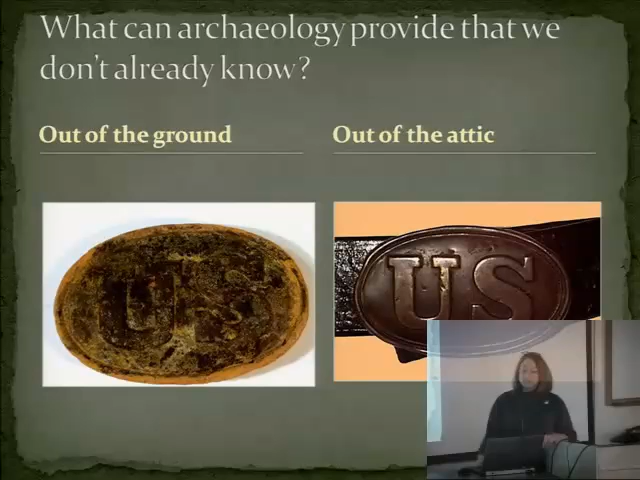 What can archaeology provide that we
don't already know?
Out of the ground
Out of the attic
US
US